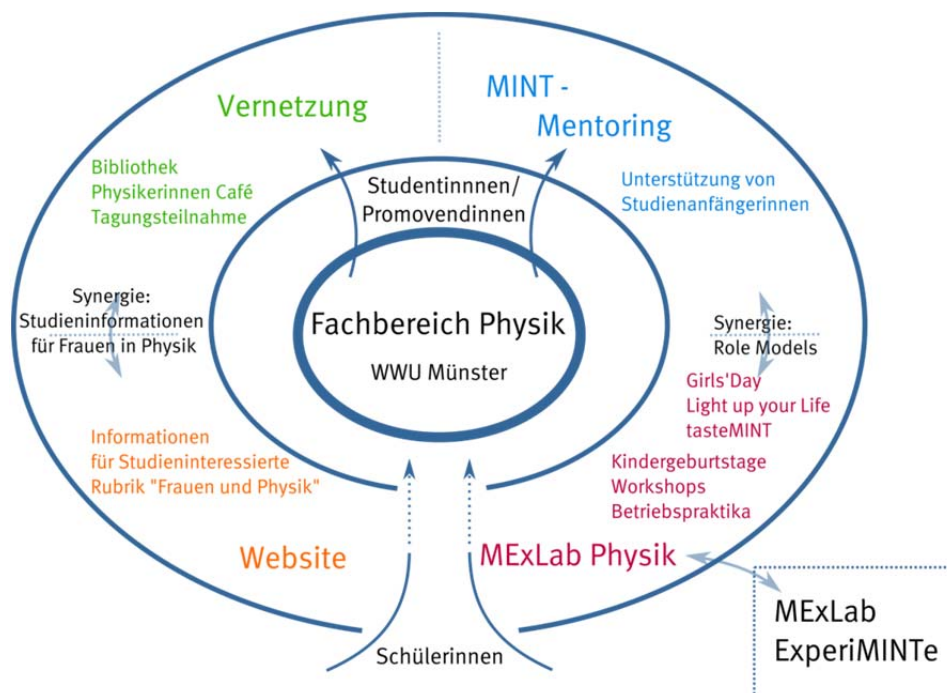 Vernetzung
MINT -
Mentoring
Bibliothek
Physikerinnen Café
Tagungsteilnahme
Studentinnnen/
Promovendinnen
Unterstützung von
Studienanfängerinnen
Synergie:
Studieninformationen
für Frauen in Physik
Fachbereich Physik
WWU Münster
Synergie:
Role Models
Girls'Day
Light up your Life
tasteMINT
Kindergeburtstage
Workshops
Betriebspraktika
Informationen
für Studieninteressierte
Rubrik "Frauen und Physik"
Website
MExLab Physik
Schülerinnen
MExLab
ExperiMINTe